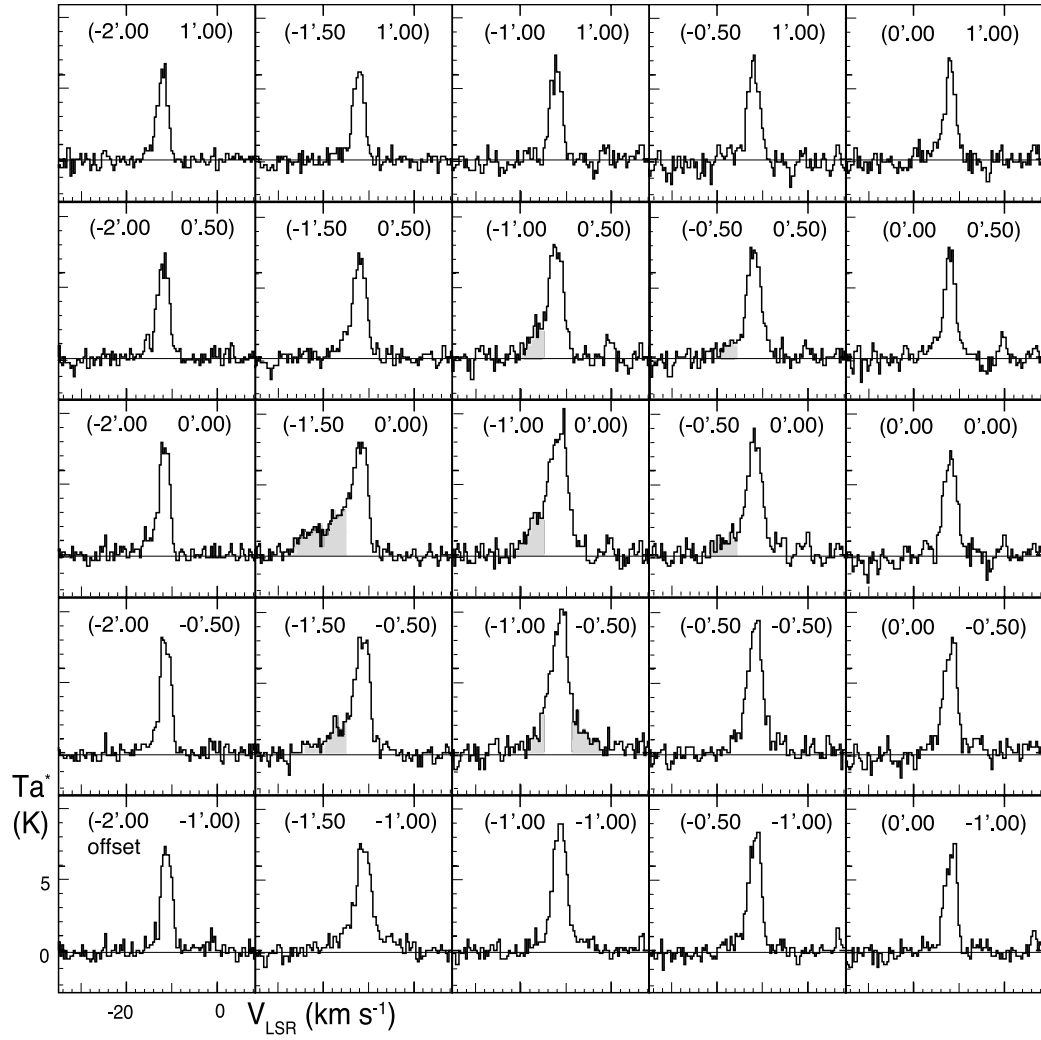 (-2'.00 1'.00) (-1'.50 1'.00) (-1'.00 1'.00) (-0'.50 1'.00) (0'.00 1'.00)
(-2'.00 0'.50) (-1'.50 0'.50) (-1'.00 0'.50) (-0'.50 0'.50) (0'.00 0'.50)
(-2'.00 0'.00) (-1'.50 0'.00) (-1'.00 0'.00) (-0'.50 0'.00) (0'.00 0'.00)
(-2'.00 -0'.50) (-1'.50 -0'.50) (-1'.00 -0'.50) (-0'.50 -0'.50) (0'.00 -0'.50)
Ta*
(K) (-2'.00 -1'.00) (-1'.50 -1'.00) (-1'.00 -1'.00) (-0'.50 -1'.00) (0'.00 -1'.00)
offset
5
0
-20 0 V_LSR (km s⁻¹)